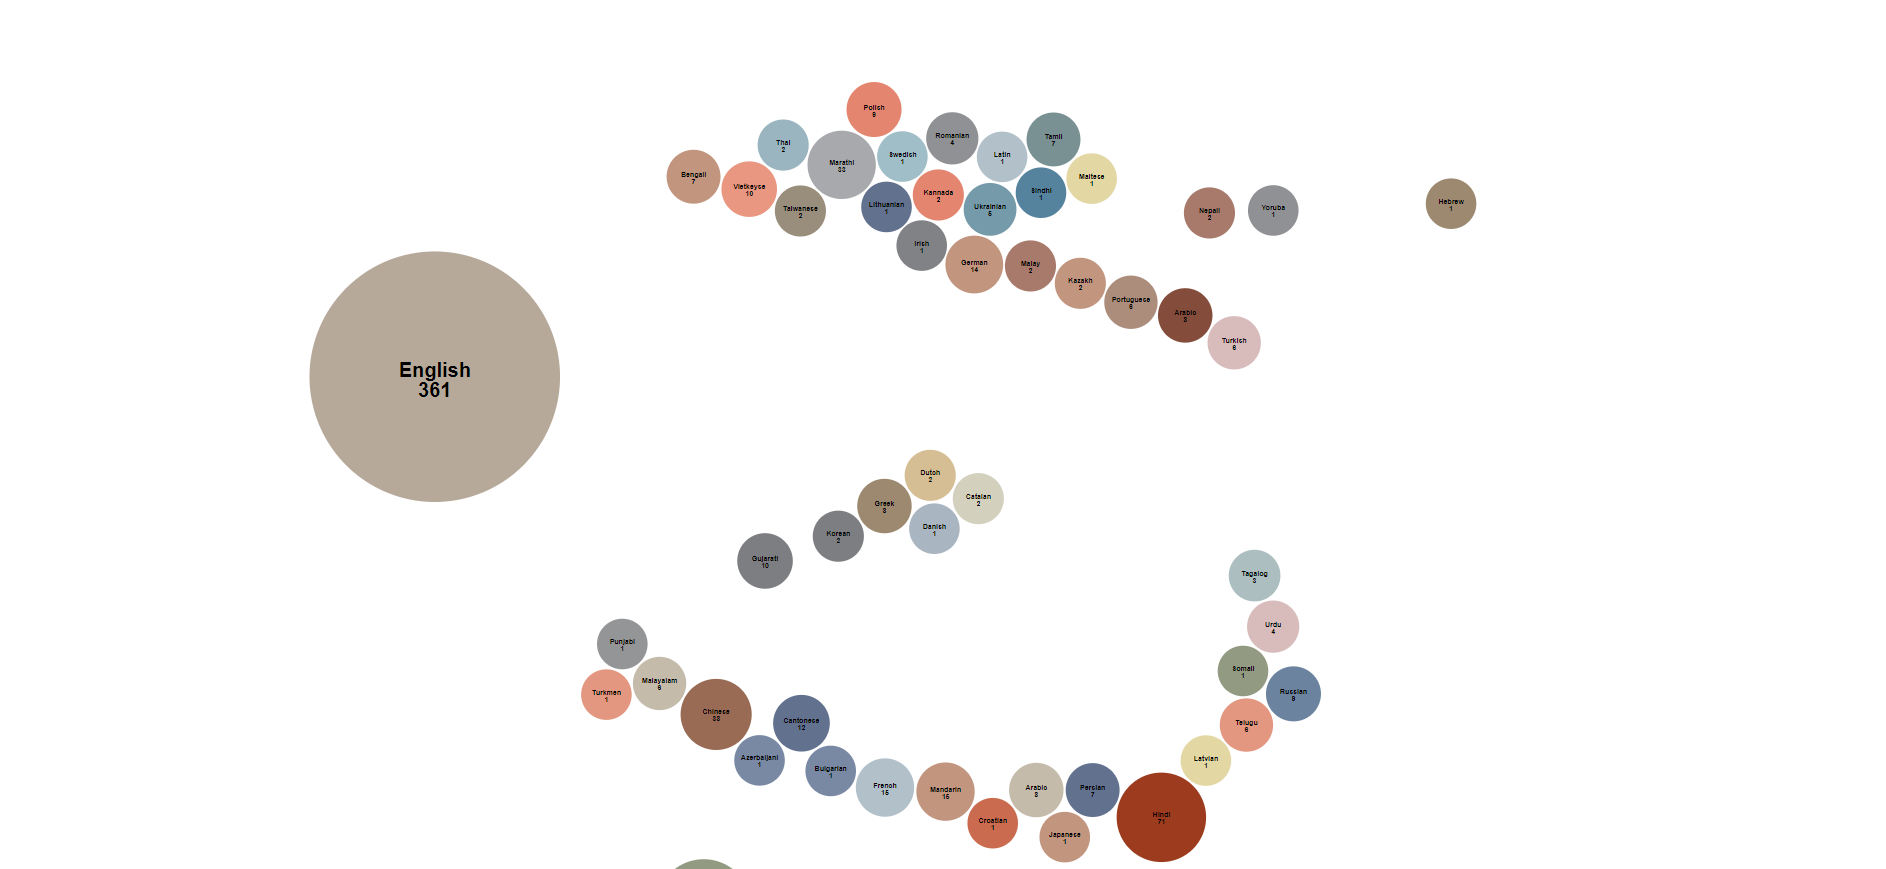 Polish
9
Romanian
4
Tamil
7
Thai
2
Swedish
1
Latin
1
Marathi
33
Bengali
7
Maltese
1
Vietkeyse
10
Kannada
2
Sindhi
1
Hebrew
1
Taiwanese
2
Lithuanian
1
Ukrainian
5
Nepali
2
Yoruba
1
Irish
1
German
14
Malay
2
Kazakh
2
Portuguese
6
Arabic
3
Turkish
6
English
361
Dutch
2
Catalan
2
Greek
3
Danish
1
Korean
2
Gujarati
10
Tagalog
3
Urdu
4
Punjabi
1
Somali
1
Malayalam
6
Turkmen
1
Russian
9
Chinese
33
Cantonese
12
Telugu
6
Azerbaijani
1
Latvian
1
Bulgarian
1
French
15
Mandarin
15
Arabic
3
Persian
7
Croatian
1
Hindi
71
Japanese
1